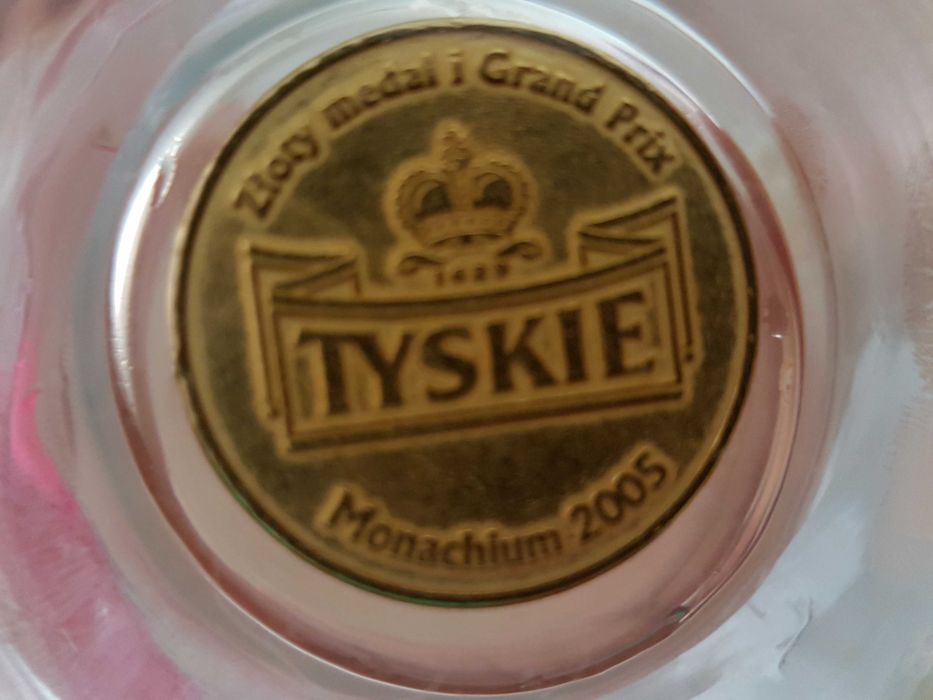 Złoty medal i Grand Prix
TYSKIE
Monachium 2005